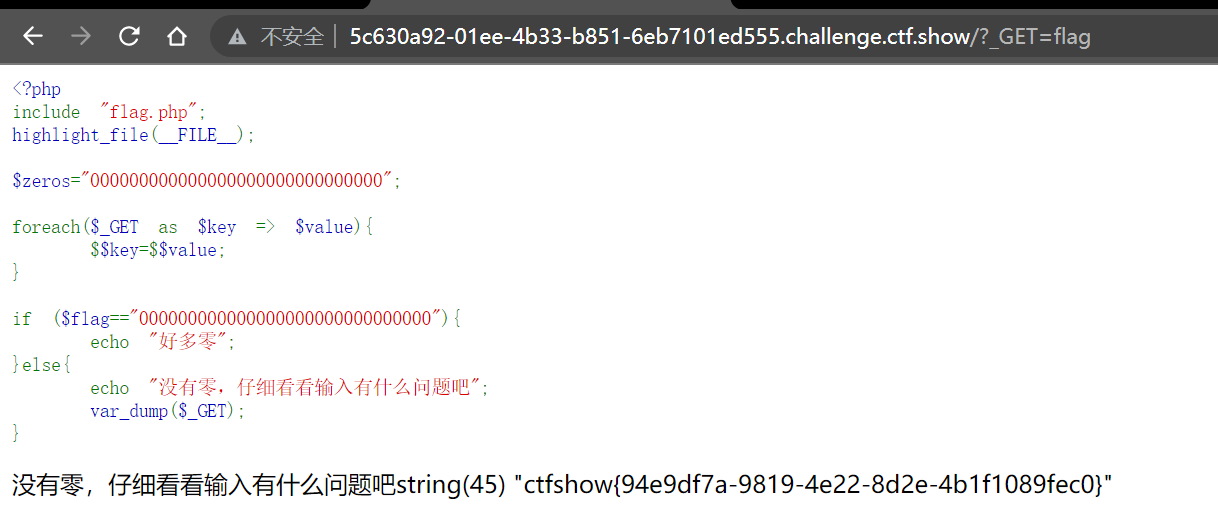 不安全 | 5c630a92-01ee-4b33-b851-6eb7101ed555.challenge.ctf.show/?_GET=flag
<?php
include "flag.php";
highlight_file(__FILE__);
$zeros="000000000000000000000000000000";
foreach($_GET as $key => $value){
$$key=$$value;
}
if ($flag=="000000000000000000000000000000"){
echo "好多零";
}else{
echo "没有零，仔细看看输入有什么问题吧";
var_dump($_GET);
}
没有零，仔细看看输入有什么问题吧string(45) "ctfshow{94e9df7a-9819-4e22-8d2e-4b1f1089fec0}"